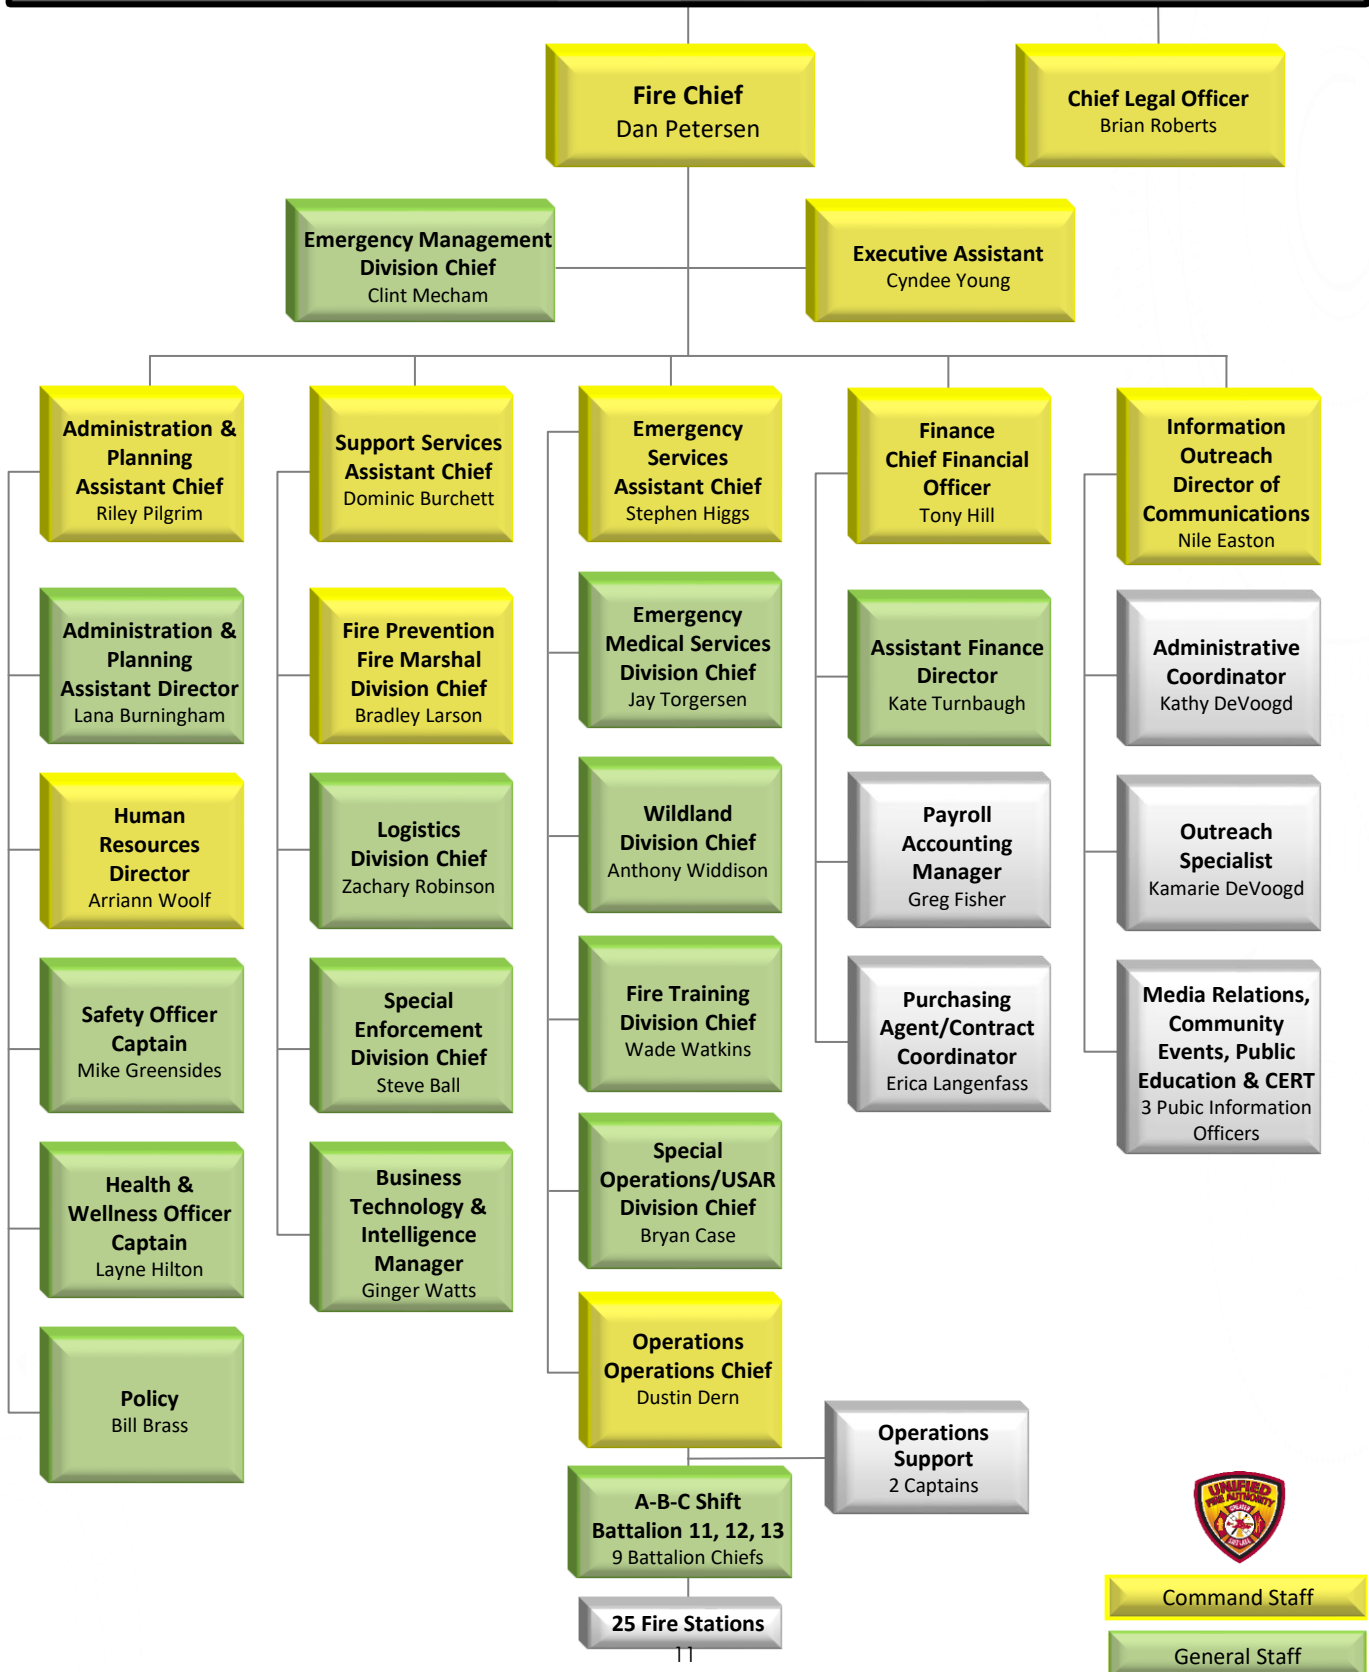 Fire Chief
Dan Petersen
Chief Legal Officer
Brian Roberts
Emergency Management
Division Chief
Clint Mecham
Executive Assistant
Cyndee Young
Administration &
Planning
Assistant Chief
Riley Pilgrim
Support Services
Assistant Chief
Dominic Burchett
Emergency
Services
Assistant Chief
Stephen Higgs
Finance
Chief Financial
Officer
Tony Hill
Information
Outreach
Director of
Communications
Nile Easton
Administration &
Planning
Assistant Director
Lana Burningham
Fire Prevention
Fire Marshal
Division Chief
Bradley Larson
Emergency
Medical Services
Division Chief
Jay Torgersen
Assistant Finance
Director
Kate Turnbaugh
Administrative
Coordinator
Kathy DeVoogd
Human
Resources
Director
Arriann Woolf
Logistics
Division Chief
Zachary Robinson
Wildland
Division Chief
Anthony Widdison
Payroll
Accounting
Manager
Greg Fisher
Outreach
Specialist
Kamarie DeVoogd
Safety Officer
Captain
Mike Greensides
Special
Enforcement
Division Chief
Steve Ball
Fire Training
Division Chief
Wade Watkins
Purchasing
Agent/Contract
Coordinator
Erica Langenfass
Media Relations,
Community
Events, Public
Education & CERT
3 Pubic Information
Officers
Health &
Wellness Officer
Captain
Layne Hilton
Business
Technology &
Intelligence
Manager
Ginger Watts
Special
Operations/USAR
Division Chief
Bryan Case
Policy
Bill Brass
Operations
Operations Chief
Dustin Dern
Operations
Support
2 Captains
A-B-C Shift
Battalion 11, 12, 13
9 Battalion Chiefs
25 Fire Stations
11
UNIFIED
FIRE AUTHORITY
GREATER
SALT LAKE
Command Staff
General Staff